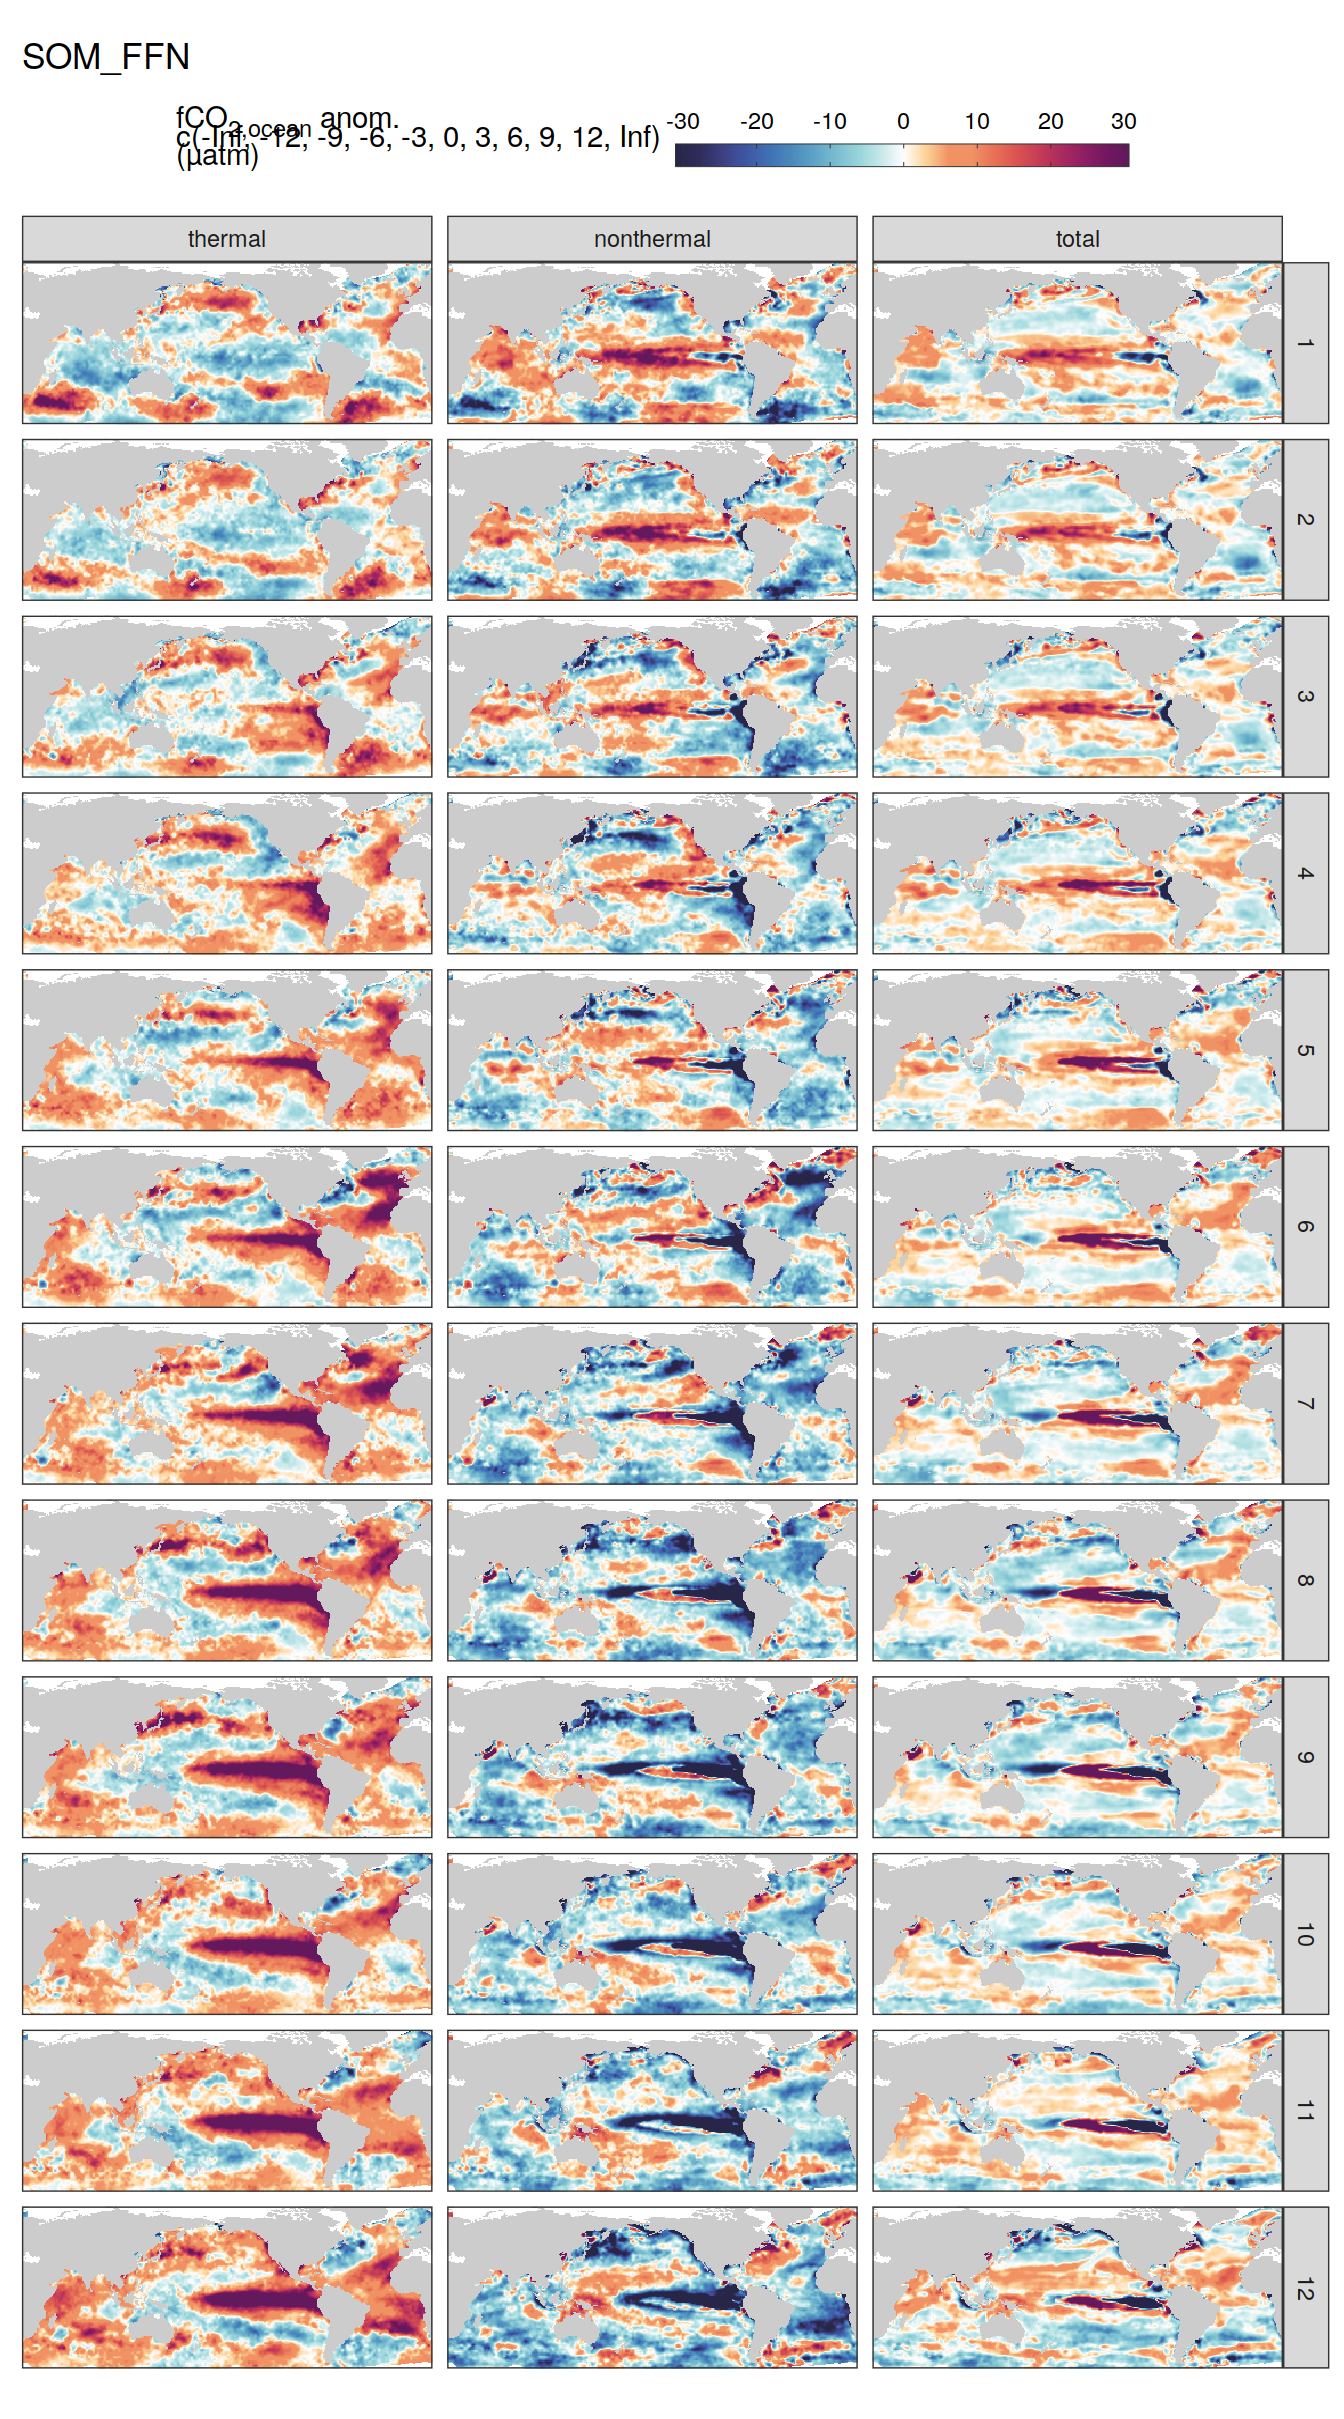 SOM_FFN
fCO2,ocean anom.
c(-Inf, -12, -9, -6, -3, 0, 3, 6, 9, 12, Inf)
(µatm)
-30 -20 -10 0 10 20 30
thermal nonthermal total
1
2
3
4
5
6
7
8
9
10
11
12